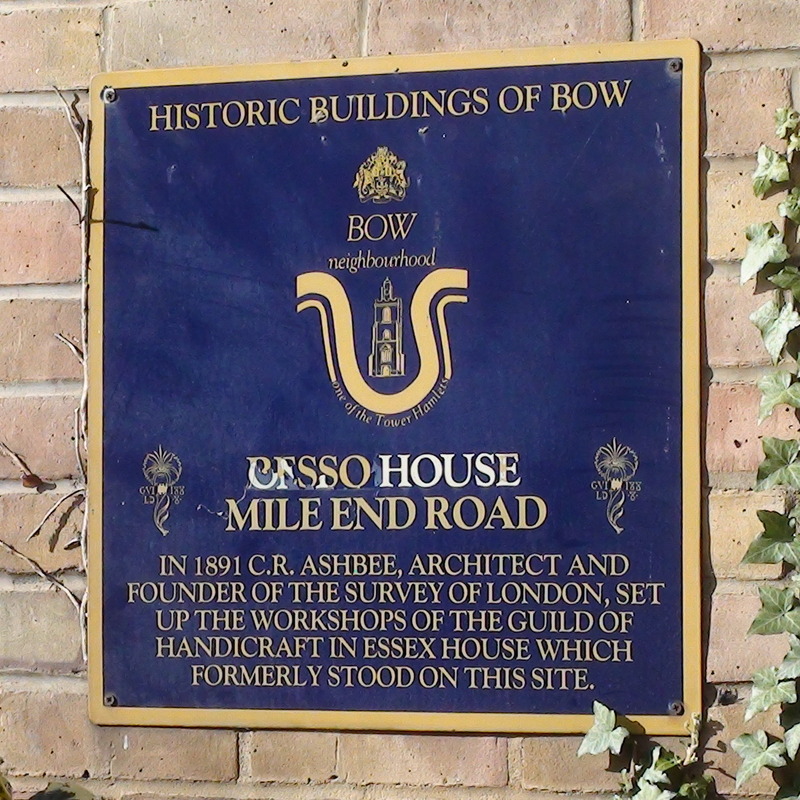 HISTORIC BUILDINGS OF BOW
BOW
neighbourhood
one of the Tower Hamlets
HOUSE
MILE END ROAD
IN 1891 C.R. ASHBEE, ARCHITECT AND
FOUNDER OF THE SURVEY OF LONDON, SET
UP THE WORKSHOPS OF THE GUILD OF
HANDICRAFT IN ESSEX HOUSE WHICH
FORMERLY STOOD ON THIS SITE.